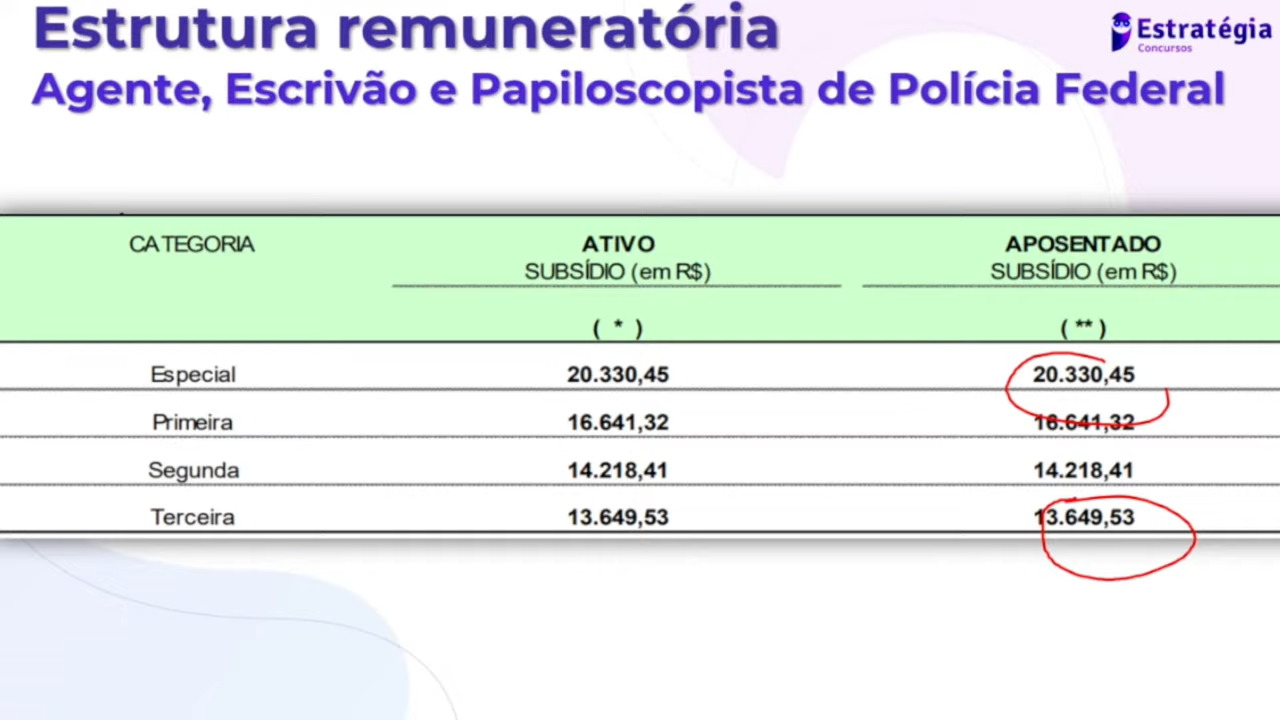 Estrutura remuneratória
Estratégia
Concursos
Agente, Escrivão e Papiloscopista de Polícia Federal
CATEGORIA ATIVO APOSENTADO
SUBSÍDIO (em R$) SUBSÍDIO (em R$)
( * ) ( ** )
Especial 20.330,45 20.330,45
Primeira 16.641,32 16.641,32
Segunda 14.218,41 14.218,41
Terceira 13.649,53 13.649,53